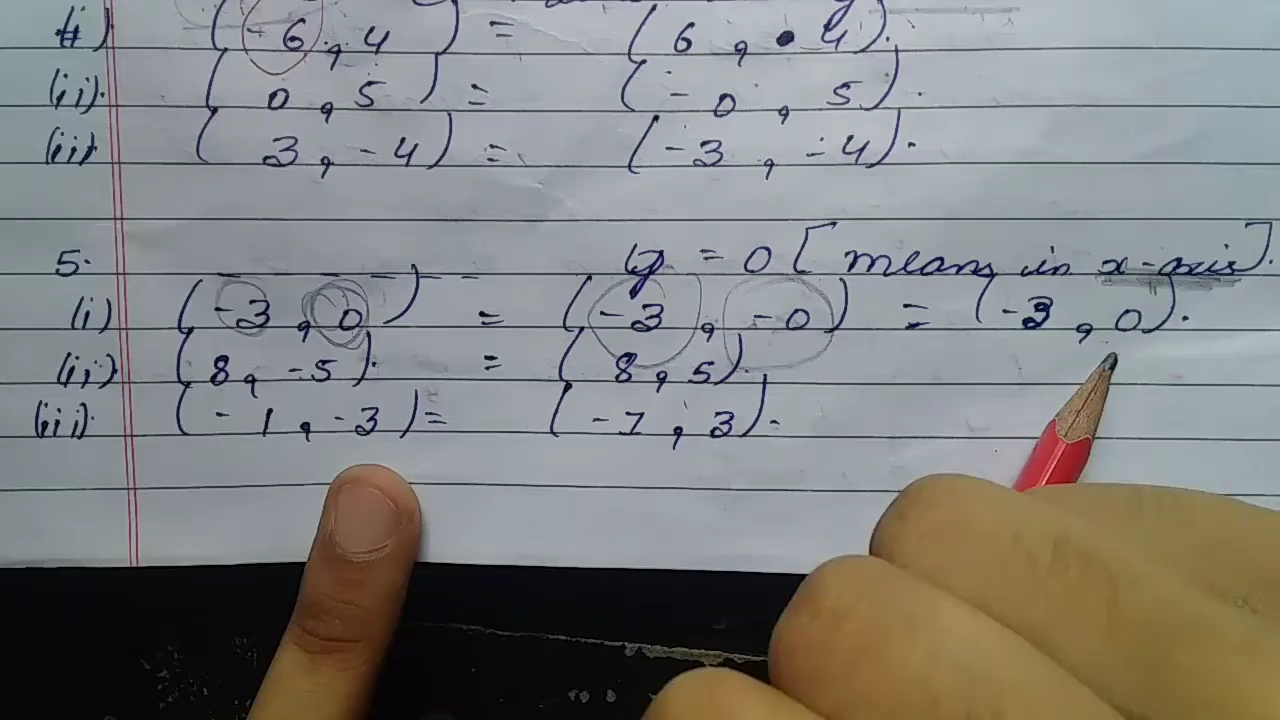 (-6, 4) = (6, 4).
(ii). (0, 5) = (-0, 5).
(iii) (3, -4) = (-3, -4).
5. y = 0 [means in x-axis].
(i) (-3, 0) = (-3, -0) = (-3, 0).
(ii) (8, -5). = (8, 5).
(iii). (-1, -3) = (-1, 3).